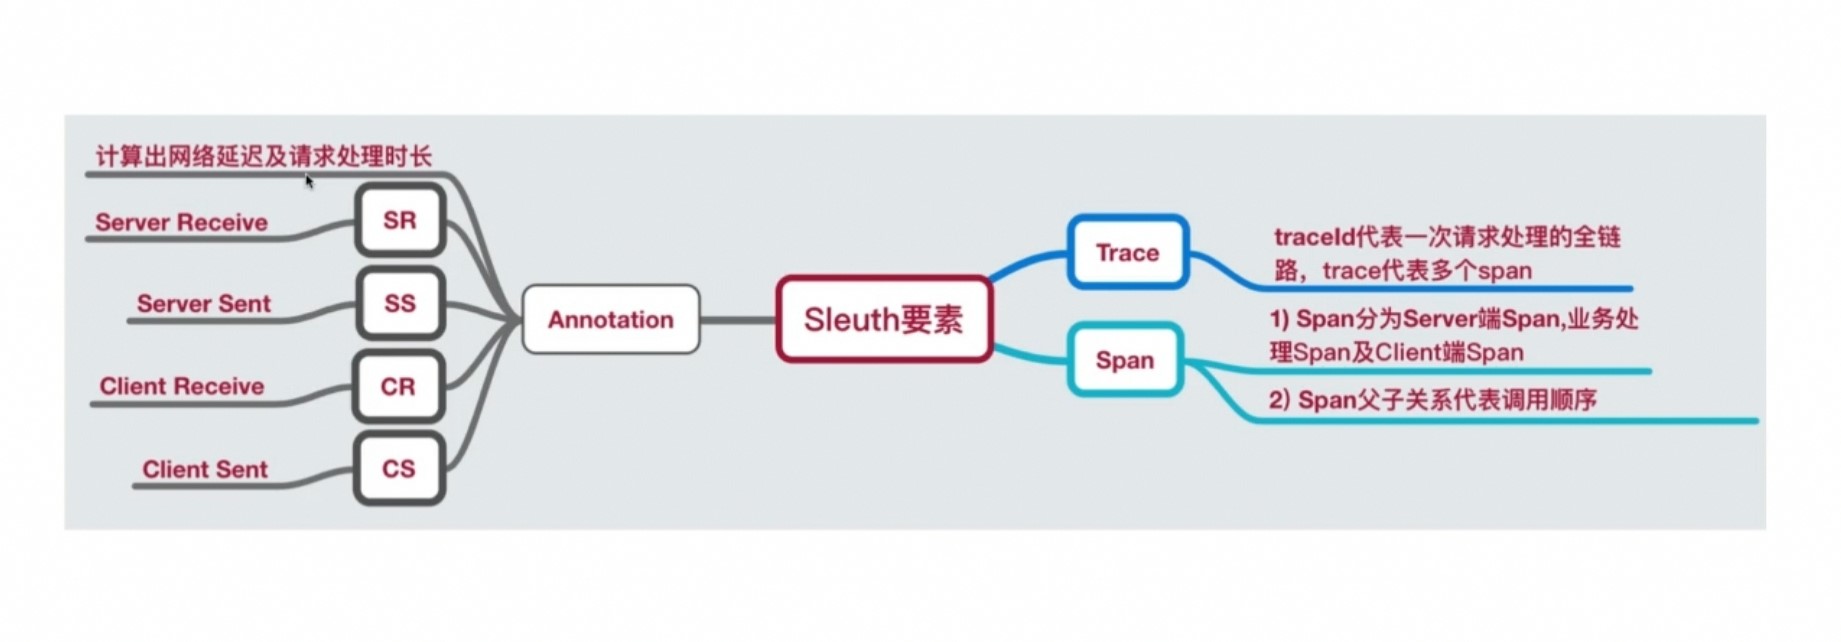 计算出网络延迟及请求处理时长
Server Receive
SR
Server Sent
SS
Client Receive
CR
Client Sent
CS
Annotation
Sleuth要素
Trace
traceId代表一次请求处理的全链
路，trace代表多个span
Span
1) Span分为Server端Span,业务处
理Span及Client端Span
2) Span父子关系代表调用顺序